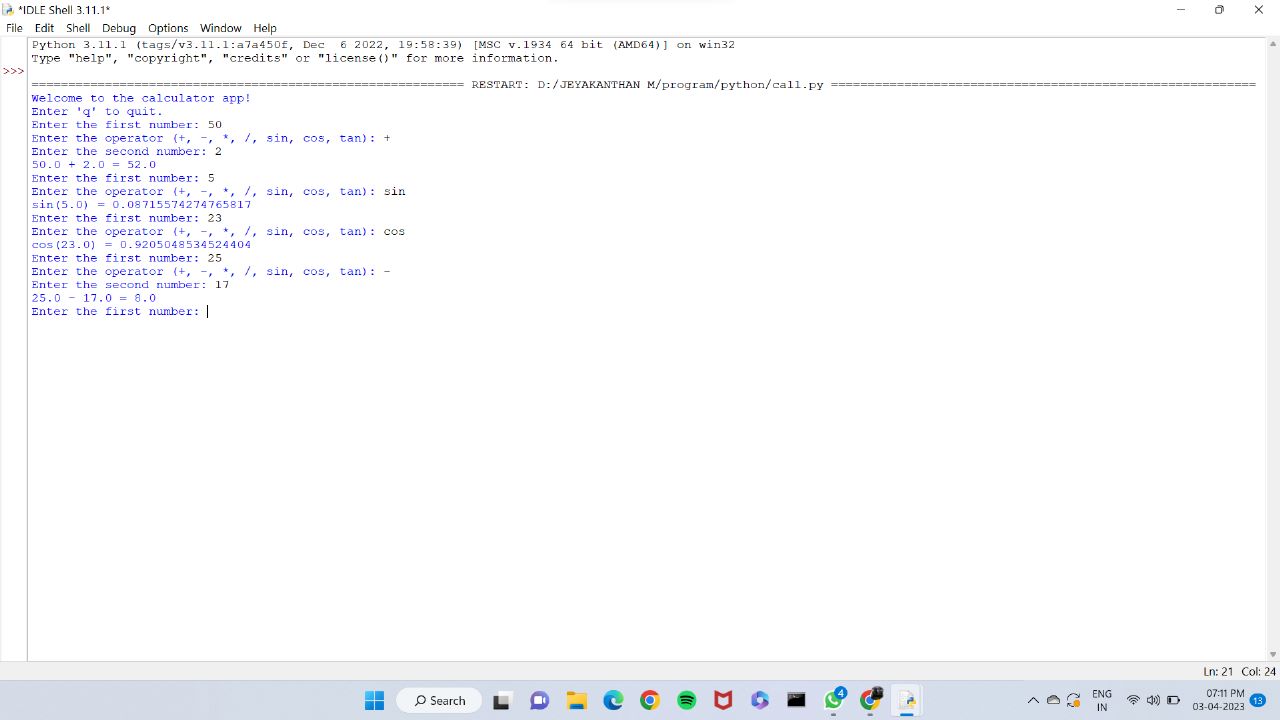 *IDLE Shell 3.11.1*
File Edit Shell Debug Options Window Help
Python 3.11.1 (tags/v3.11.1:a7a450f, Dec  6 2022, 19:58:39) [MSC v.1934 64 bit (AMD64)] on win32
Type "help", "copyright", "credits" or "license()" for more information.
>>>
=========================================================== RESTART: D:/JEYAKANTHAN M/program/python/call.py ==========================================================
Welcome to the calculator app!
Enter 'q' to quit.
Enter the first number: 50
Enter the operator (+, -, *, /, sin, cos, tan): +
Enter the second number: 2
50.0 + 2.0 = 52.0
Enter the first number: 5
Enter the operator (+, -, *, /, sin, cos, tan): sin
sin(5.0) = 0.08715574274765817
Enter the first number: 23
Enter the operator (+, -, *, /, sin, cos, tan): cos
cos(23.0) = 0.9205048534524404
Enter the first number: 25
Enter the operator (+, -, *, /, sin, cos, tan): -
Enter the second number: 17
25.0 - 17.0 = 8.0
Enter the first number:
Ln: 21 Col: 24
Search
4
ENG
IN
07:11 PM
03-04-2023
13